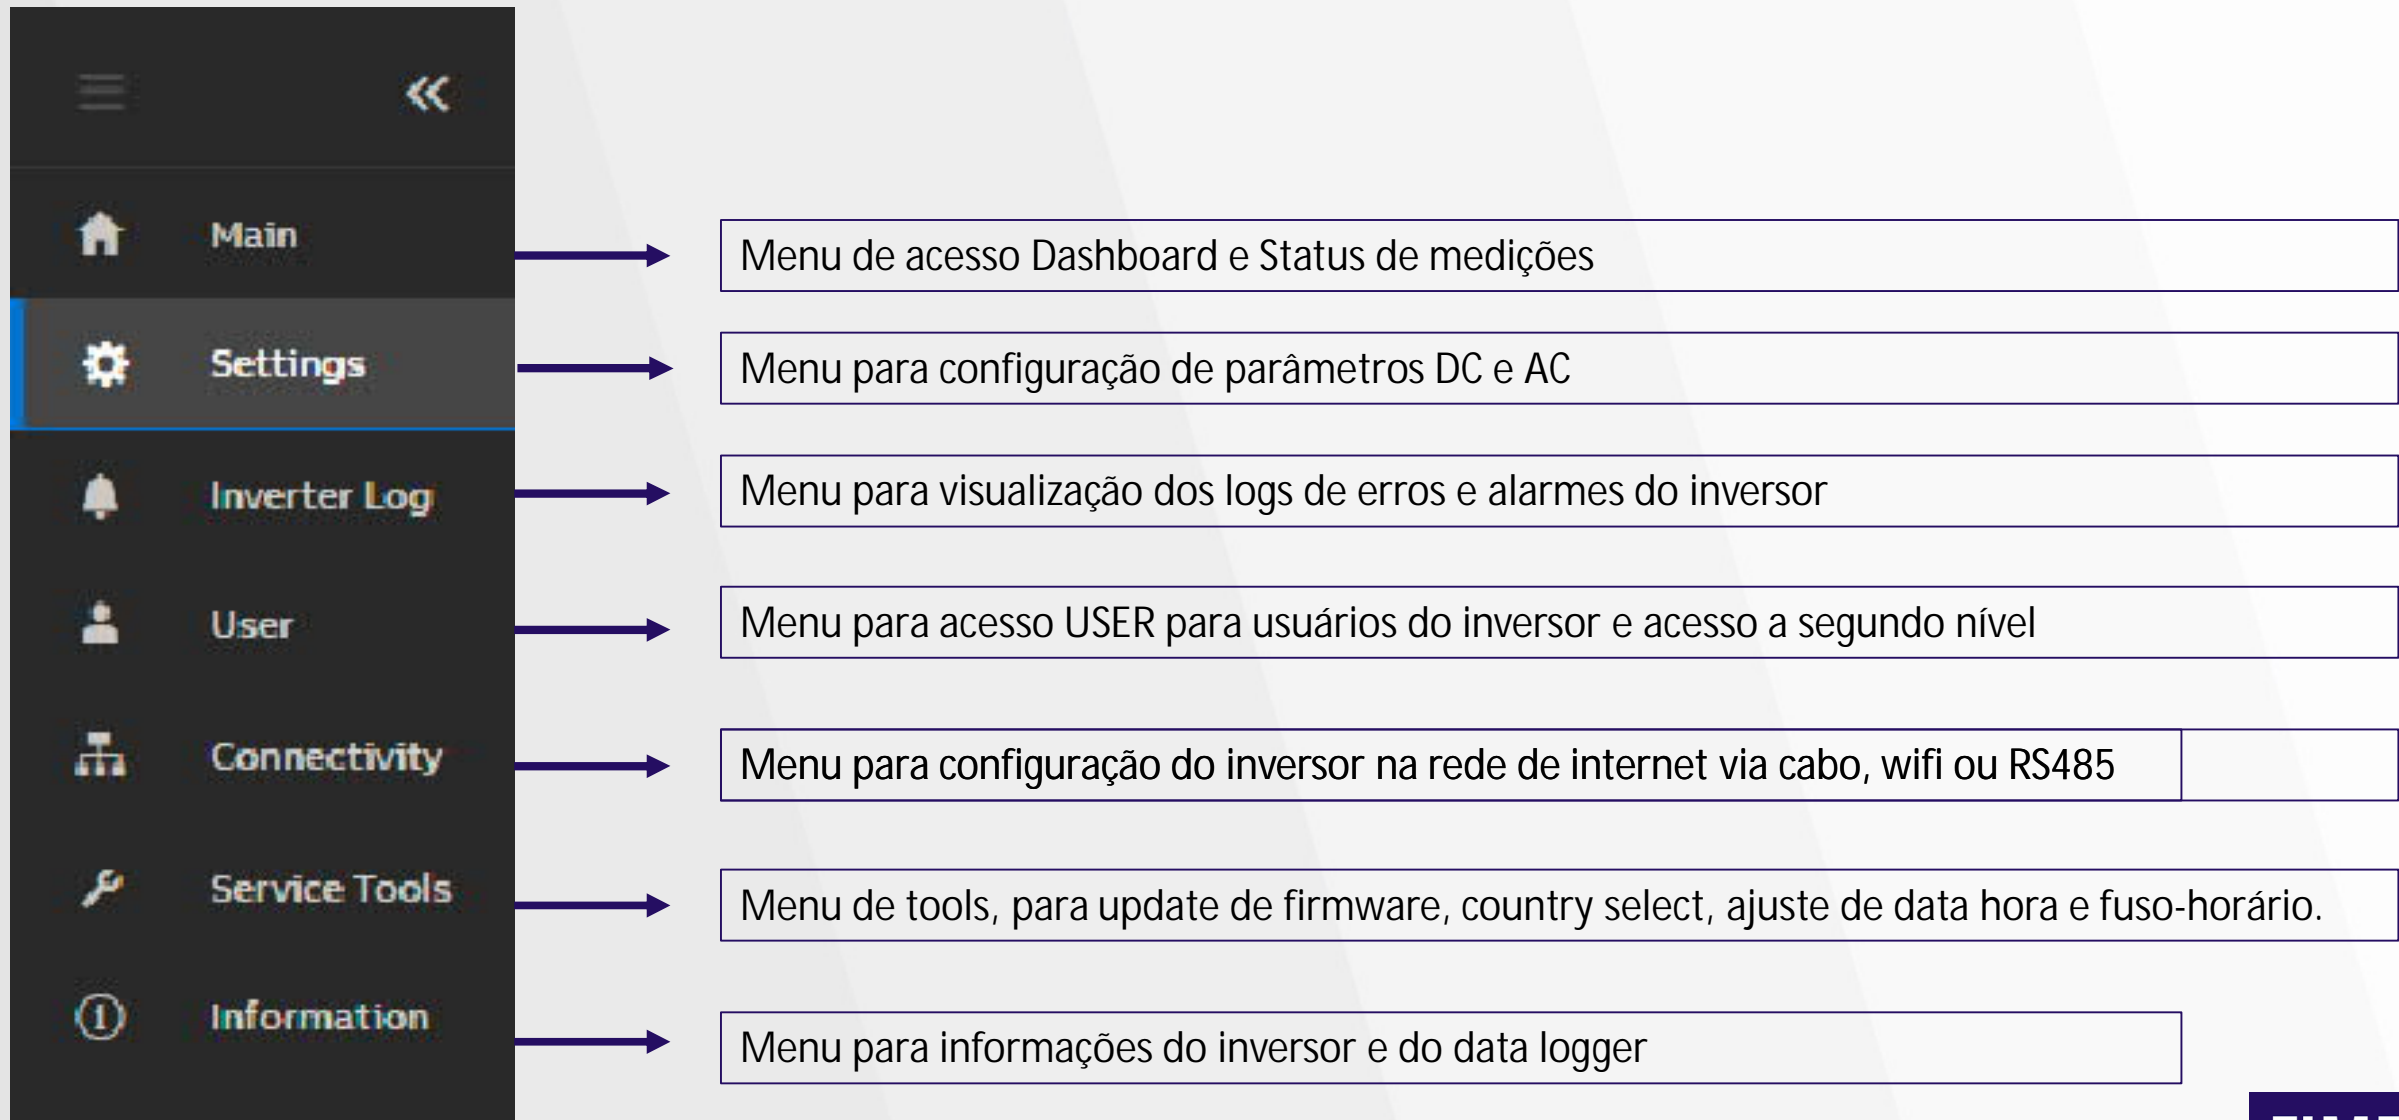 Main
Menu de acesso Dashboard e Status de medições
Settings
Menu para configuração de parâmetros DC e AC
Inverter Log
Menu para visualização dos logs de erros e alarmes do inversor
User
Menu para acesso USER para usuários do inversor e acesso a segundo nível
Connectivity
Menu para configuração do inversor na rede de internet via cabo, wifi ou RS485
Service Tools
Menu de tools, para update de firmware, country select, ajuste de data hora e fuso-horário.
Information
Menu para informações do inversor e do data logger